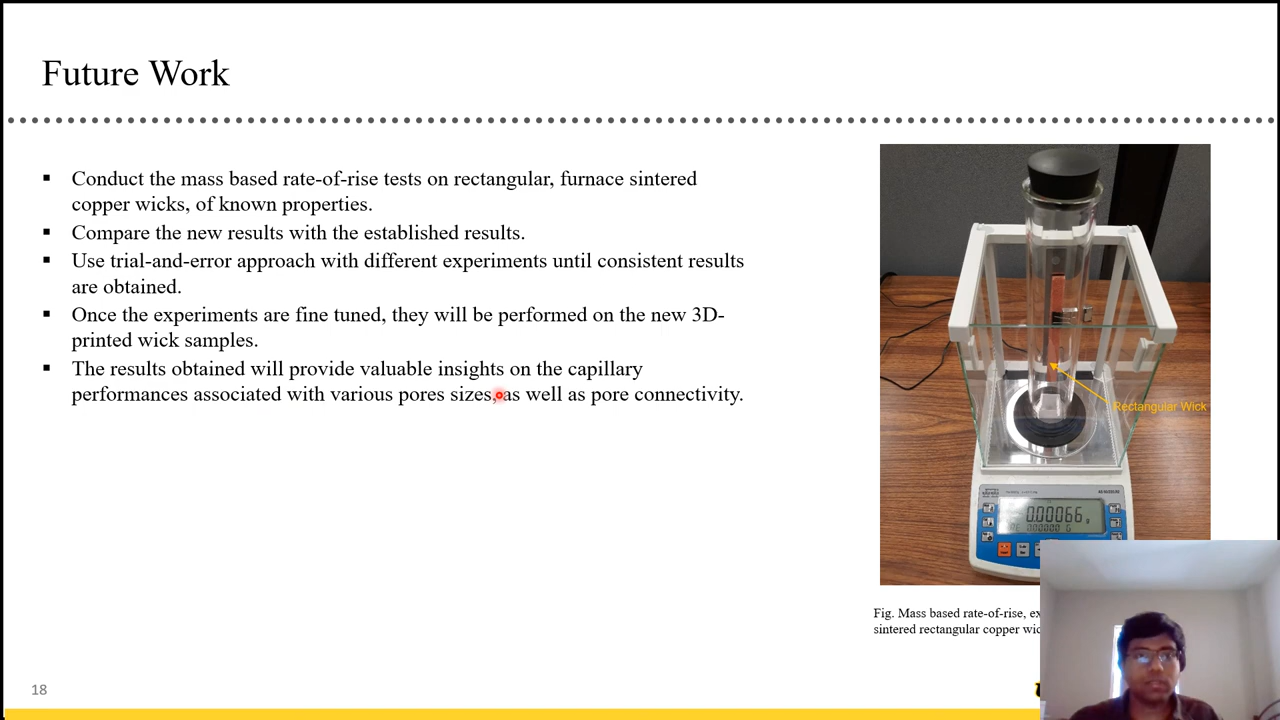 Future Work
▪ Conduct the mass based rate-of-rise tests on rectangular, furnace sintered
copper wicks, of known properties.
▪ Compare the new results with the established results.
▪ Use trial-and-error approach with different experiments until consistent results
are obtained.
▪ Once the experiments are fine tuned, they will be performed on the new 3D-
printed wick samples.
▪ The results obtained will provide valuable insights on the capillary
performances associated with various pores sizes, as well as pore connectivity.
Rectangular Wick
0.00066 g
Fig. Mass based rate-of-rise,
sintered rectangular copper
18